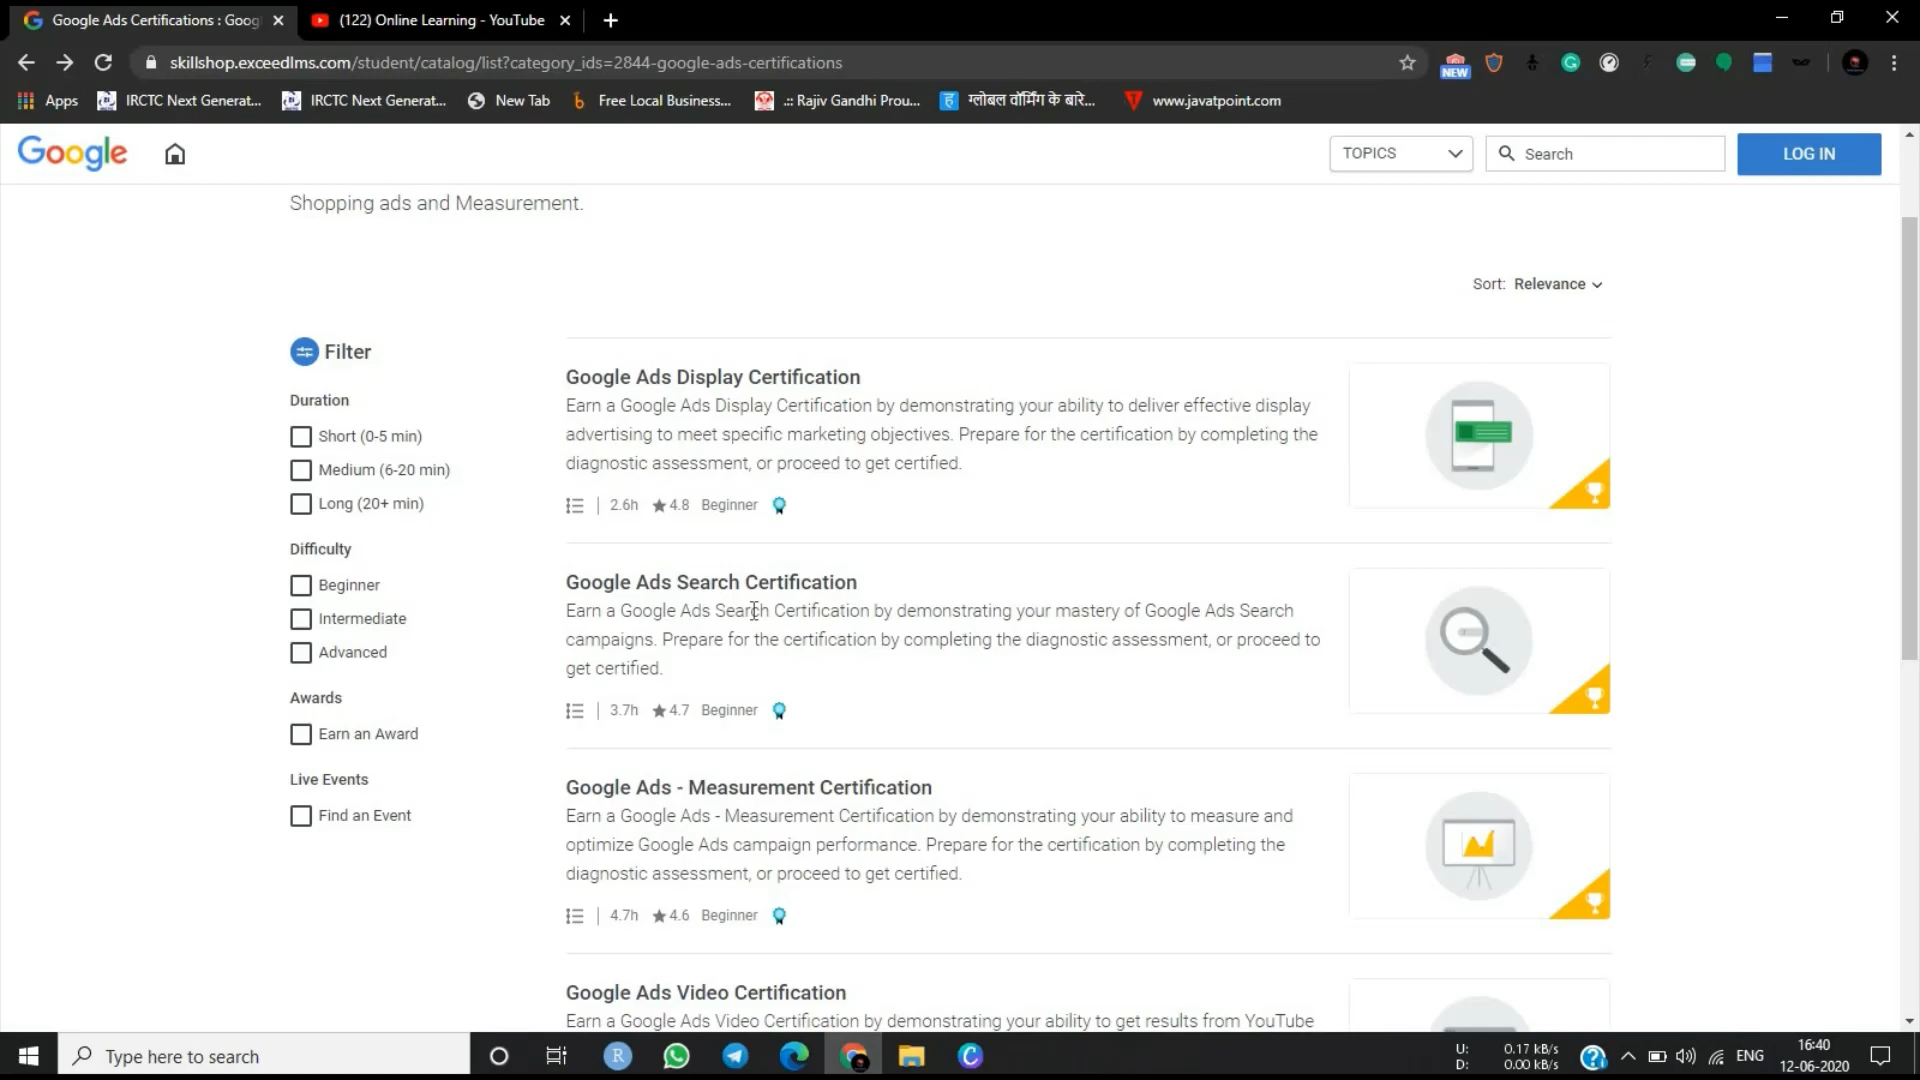 Google Ads Certifications : Goog
(122) Online Learning - YouTube
skillshop.exceedlms.com/student/catalog/list?category_ids=2844-google-ads-certifications
NEW
Apps
IRCTC Next Generat...
IRCTC Next Generat...
New Tab
Free Local Business...
.:: Rajiv Gandhi Prou...
ग्लोबल वॉर्मिंग के बारे...
www.javatpoint.com
Google
TOPICS
Search
LOG IN
Shopping ads and Measurement.
Sort: Relevance
Filter
Duration
Short (0-5 min)
Medium (6-20 min)
Long (20+ min)
Difficulty
Beginner
Intermediate
Advanced
Awards
Earn an Award
Live Events
Find an Event
Google Ads Display Certification
Earn a Google Ads Display Certification by demonstrating your ability to deliver effective display
advertising to meet specific marketing objectives. Prepare for the certification by completing the
diagnostic assessment, or proceed to get certified.
2.6h ★4.8 Beginner
Google Ads Search Certification
Earn a Google Ads Search Certification by demonstrating your mastery of Google Ads Search
campaigns. Prepare for the certification by completing the diagnostic assessment, or proceed to
get certified.
3.7h ★4.7 Beginner
Google Ads - Measurement Certification
Earn a Google Ads - Measurement Certification by demonstrating your ability to measure and
optimize Google Ads campaign performance. Prepare for the certification by completing the
diagnostic assessment, or proceed to get certified.
4.7h ★4.6 Beginner
Google Ads Video Certification
Earn a Google Ads Video Certification by demonstrating your ability to get results from YouTube
Type here to search
U: 0.17 kB/s
D: 0.00 kB/s
ENG
16:40
12-06-2020